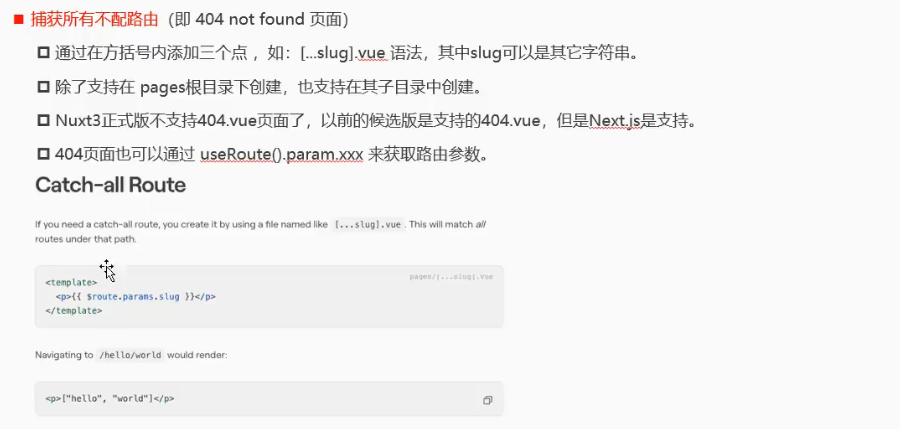 捕获所有不配路由（即 404 not found 页面）
通过在方括号内添加三个点 ，如：[...slug].vue 语法，其中slug可以是其它字符串。
除了支持在 pages根目录下创建，也支持在其子目录中创建。
Nuxt3正式版不支持404.vue页面了，以前的候选版是支持的404.vue，但是Next.js是支持。
404页面也可以通过 useRoute().param.xxx 来获取路由参数。
Catch-all Route
If you need a catch-all route, you create it by using a file named like [...slug].vue . This will match all
routes under that path.
pages/[...slug].vue
<template>
<p>{{ $route.params.slug }}</p>
</template>
Navigating to /hello/world would render:
<p>["hello", "world"]</p>